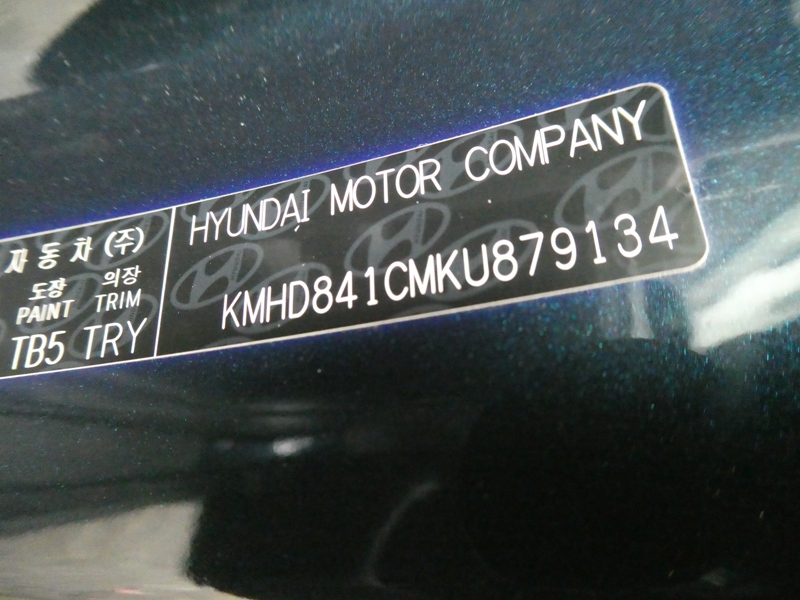 자동차(주)
도장 의장
PAINT TRIM
TB5 TRY
HYUNDAI MOTOR COMPANY
KMHD841CMKU879134